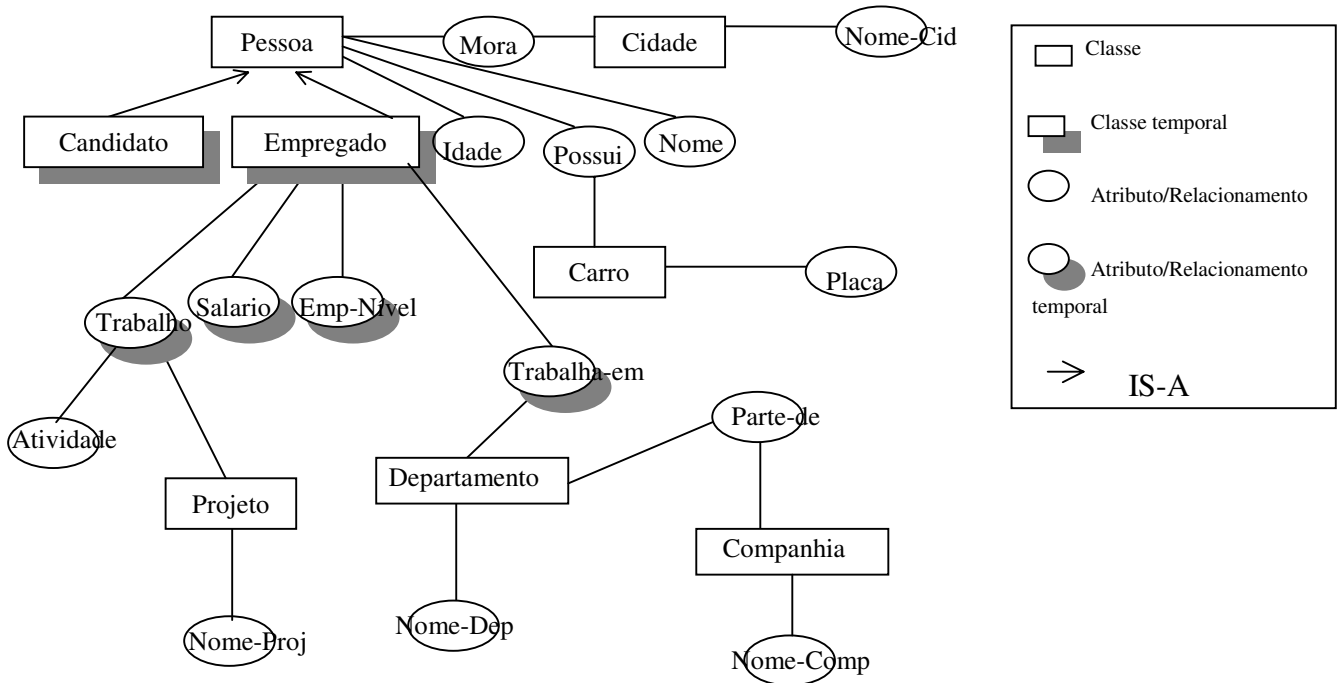 Pessoa
Mora
Cidade
Nome-Cid
Candidato
Empregado
Idade
Possui
Nome
Carro
Placa
Trabalho
Salario
Emp-Nível
Trabalha-em
Atividade
Parte-de
Projeto
Departamento
Companhia
Nome-Proj
Nome-Dep
Nome-Comp
Classe
Classe temporal
Atributo/Relacionamento
Atributo/Relacionamento
temporal
IS-A